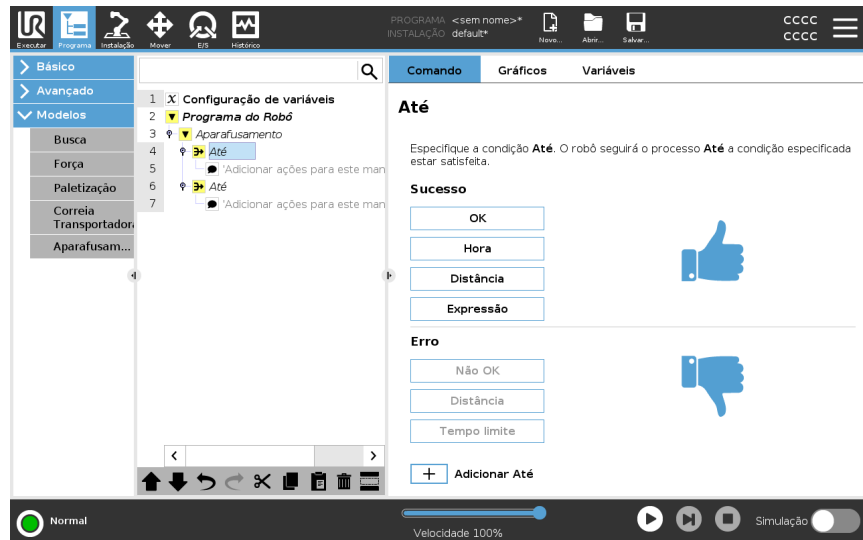 UR
Executar
Programa
Instalação
Mover
E/S
Histórico
PROGRAMA <sem nome>*
INSTALAÇÃO default*
Novo...
Abrir...
Salvar...
cccc
cccc
Básico
Avançado
Modelos
Busca
Força
Paletização
Correia
Transportador
Aparafusam...
1 X Configuração de variáveis
2 Programa do Robô
3 Aparafusamento
4 Até
5 'Adicionar ações para este man
6 Até
7 'Adicionar ações para este man
Comando Gráficos Variáveis
Até
Especifique a condição Até. O robô seguirá o processo Até a condição especificada
estar satisfeita.
Sucesso
OK
Hora
Distância
Expressão
Erro
Não OK
Distância
Tempo limite
+ Adicionar Até
Normal
Velocidade 100%
Simulação